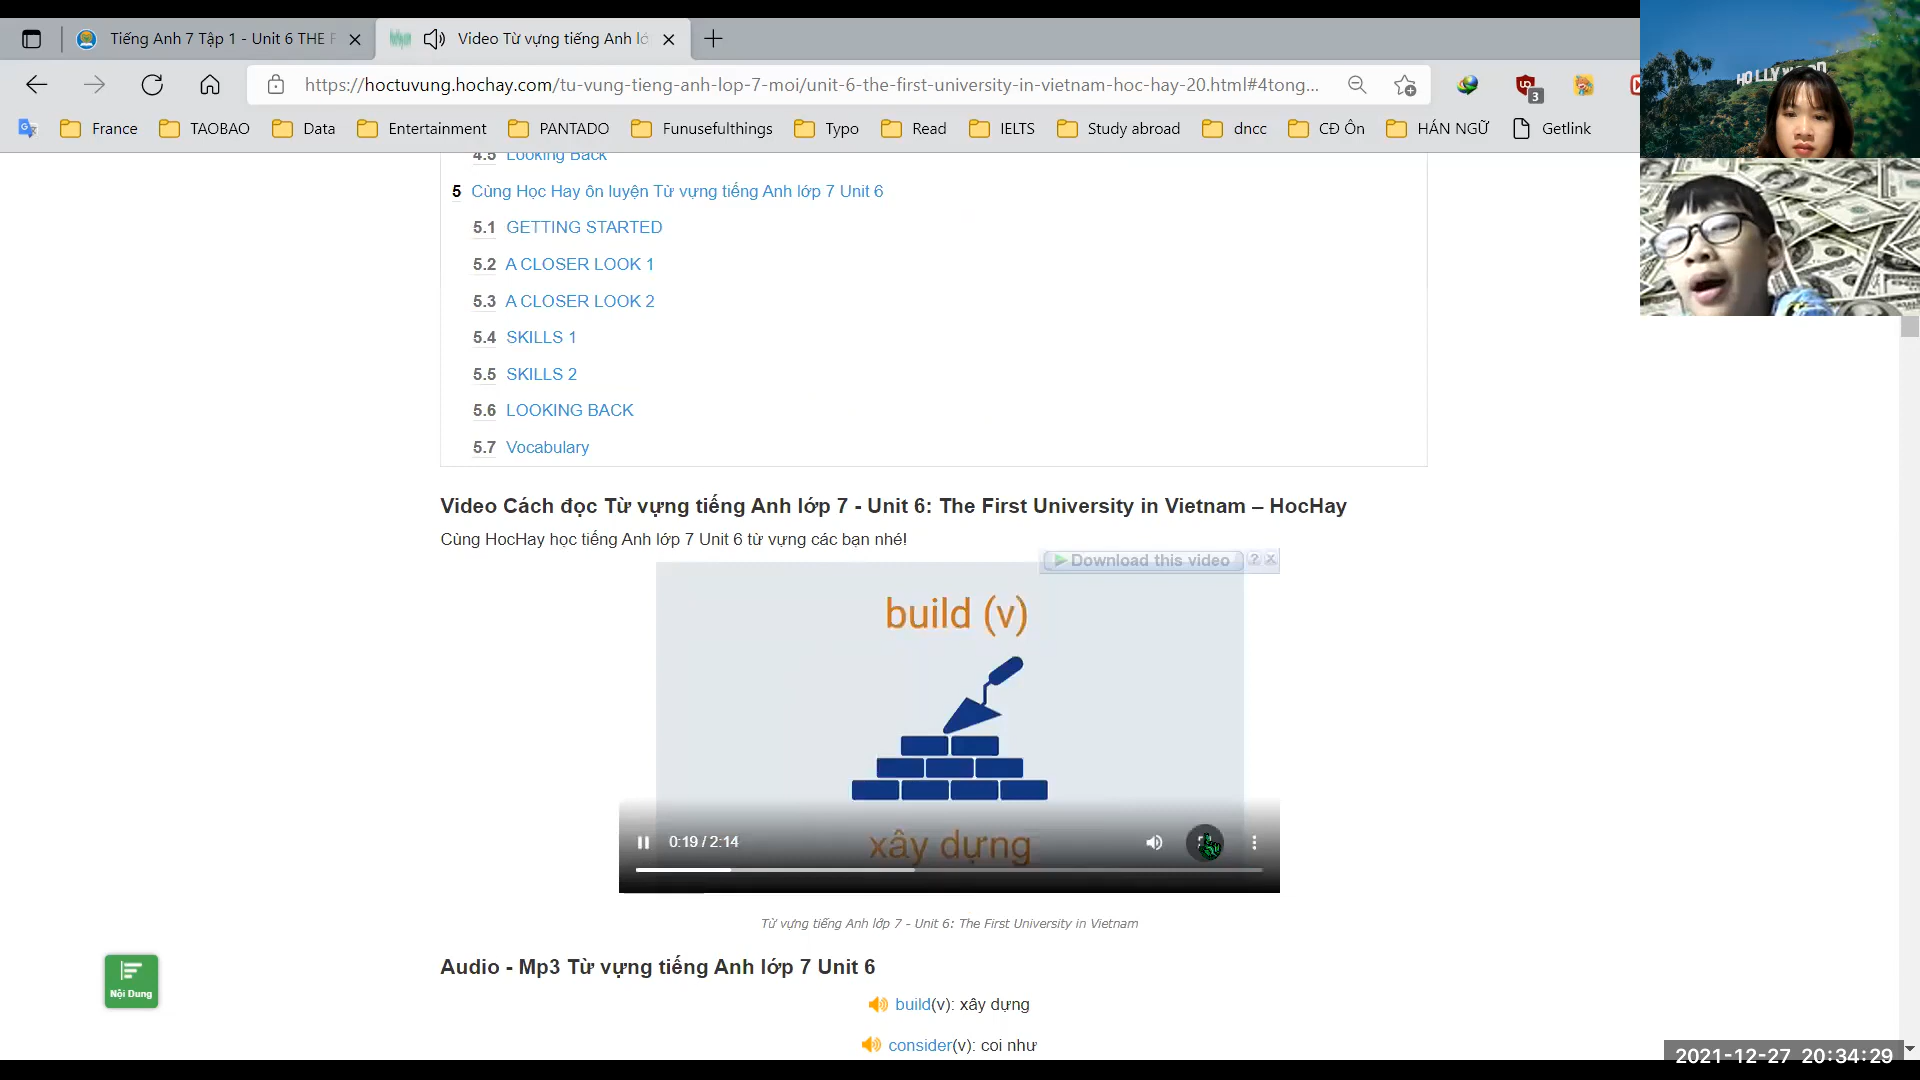 Tiếng Anh 7 Tập 1 - Unit 6 THE F
Video Từ vựng tiếng Anh lớ
https://hoctuvung.hochay.com/tu-vung-tieng-anh-lop-7-moi/unit-6-the-first-university-in-vietnam-hoc-hay-20.html#4tong...
3
France TAOBAO Data Entertainment PANTADO Funusefulthings Typo Read IELTS Study abroad dncc CĐ Ôn HÁN NGỮ Getlink
HOLLYWOOD
4.5 Looking Back
5 Cùng Học Hay ôn luyện Từ vựng tiếng Anh lớp 7 Unit 6
5.1 GETTING STARTED
5.2 A CLOSER LOOK 1
5.3 A CLOSER LOOK 2
5.4 SKILLS 1
5.5 SKILLS 2
5.6 LOOKING BACK
5.7 Vocabulary
Video Cách đọc Từ vựng tiếng Anh lớp 7 - Unit 6: The First University in Vietnam – HocHay
Cùng HocHay học tiếng Anh lớp 7 Unit 6 từ vựng các bạn nhé!
Download this video ? X
build (v)
xây dựng
0:19 / 2:14
Từ vựng tiếng Anh lớp 7 - Unit 6: The First University in Vietnam
Audio - Mp3 Từ vựng tiếng Anh lớp 7 Unit 6
Nội Dung
build(v): xây dựng
consider(v): coi như
2021-12-27 20:34:29